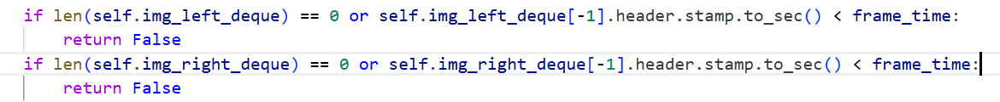 if len(self.img_left_deque) == 0 or self.img_left_deque[-1].header.stamp.to_sec() < frame_time:
    return False
if len(self.img_right_deque) == 0 or self.img_right_deque[-1].header.stamp.to_sec() < frame_time:
    return False